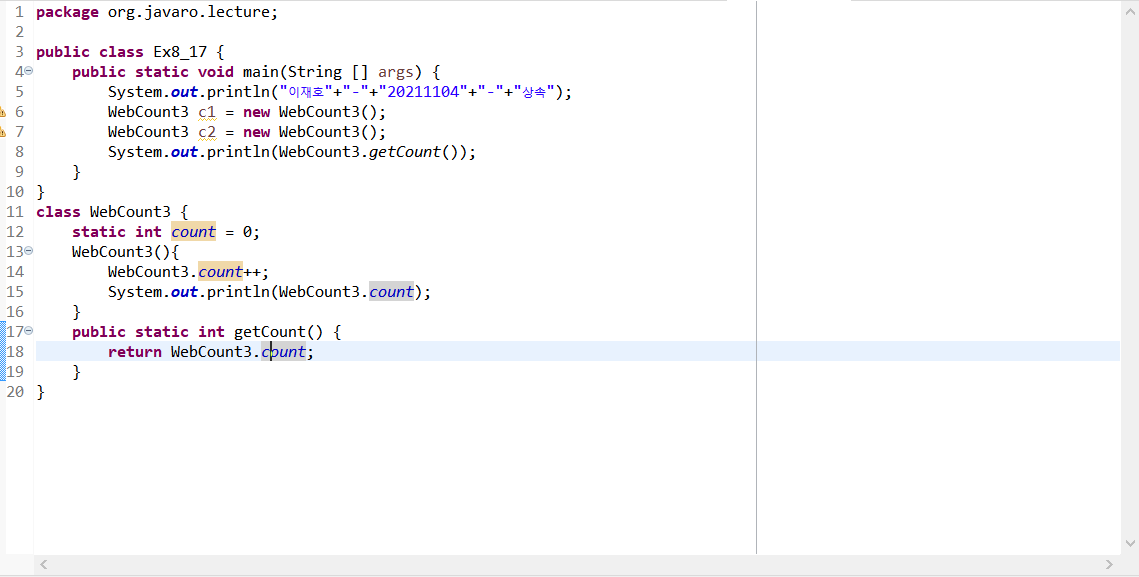 1 package org.javaro.lecture;
2
3 public class Ex8_17 {
4 public static void main(String [] args) {
5 System.out.println("이재호"+"-"+"20211104"+"-"+"상속");
6 WebCount3 c1 = new WebCount3();
7 WebCount3 c2 = new WebCount3();
8 System.out.println(WebCount3.getCount());
9 }
10 }
11 class WebCount3 {
12 static int count = 0;
13 WebCount3(){
14 WebCount3.count++;
15 System.out.println(WebCount3.count);
16 }
17 public static int getCount() {
18 return WebCount3.count;
19 }
20 }